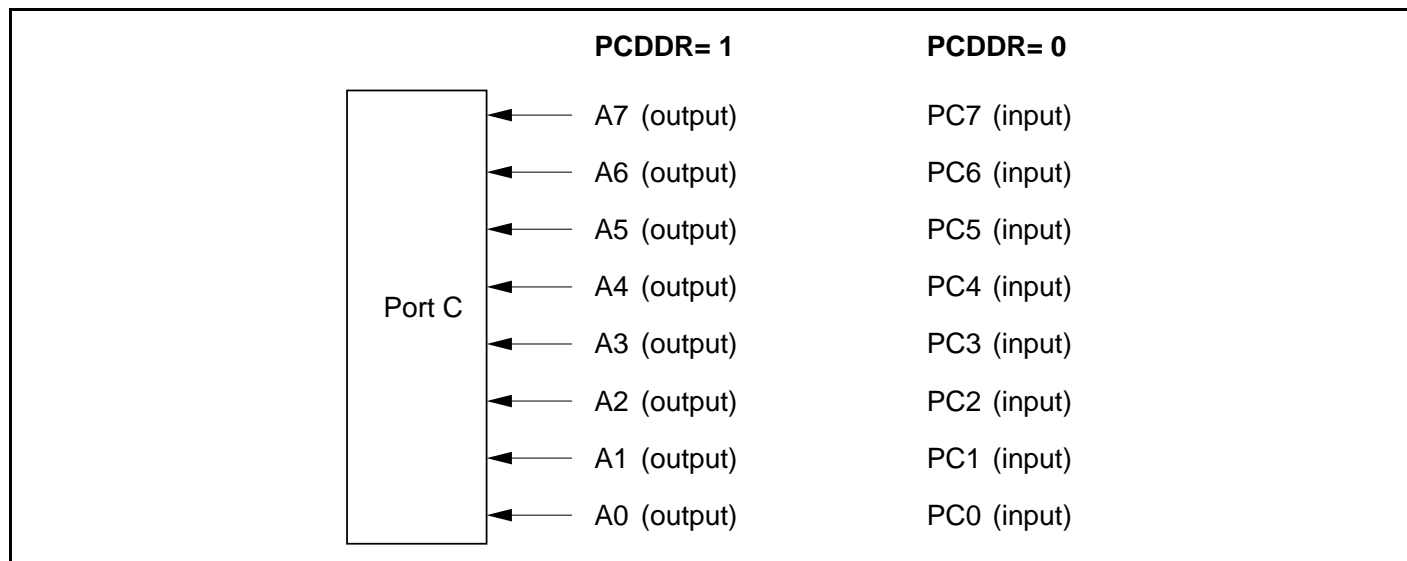 PCDDR= 1 PCDDR= 0
A7 (output) PC7 (input)
A6 (output) PC6 (input)
A5 (output) PC5 (input)
A4 (output) PC4 (input)
Port C
A3 (output) PC3 (input)
A2 (output) PC2 (input)
A1 (output) PC1 (input)
A0 (output) PC0 (input)